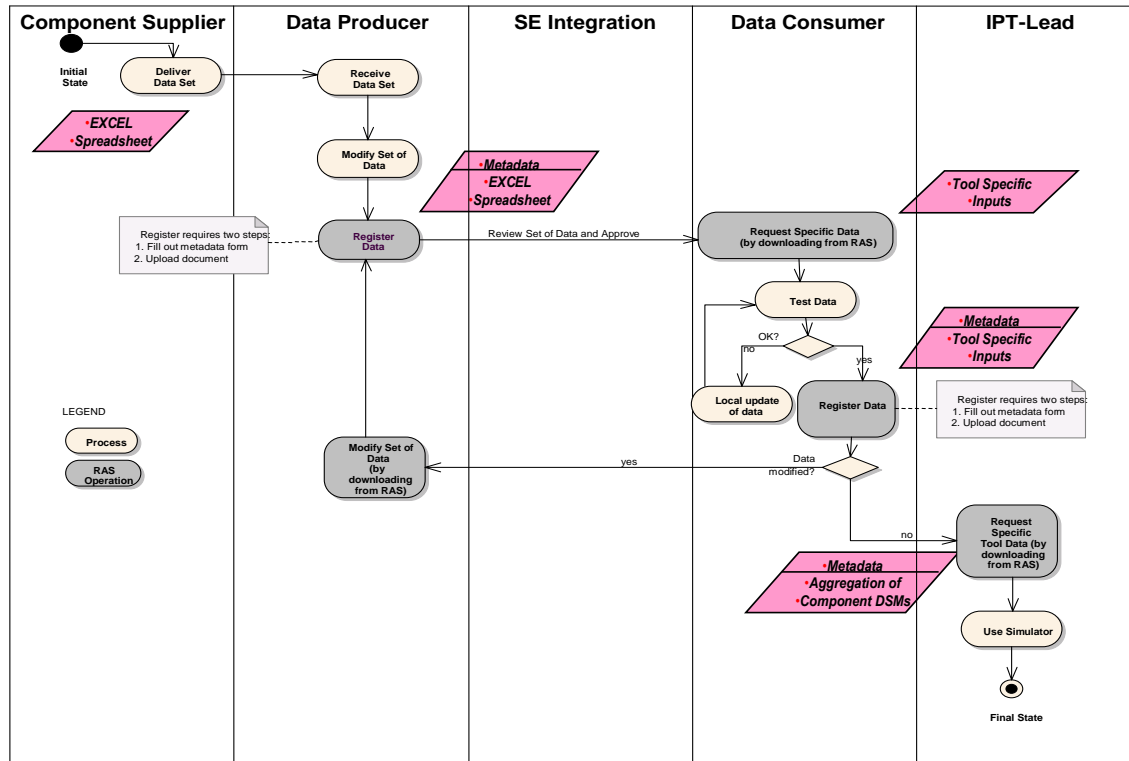 Component Supplier
Data Producer
SE Integration
Data Consumer
IPT-Lead
Initial
State
Deliver
Data Set
Receive
Data Set
•EXCEL
•Spreadsheet
Modify Set of
Data
•Metadata
•EXCEL
•Spreadsheet
•Tool Specific
•Inputs
Register requires two steps:
1. Fill out metadata form
2. Upload document
Register
Data
Review Set of Data and Approve
Request Specific Data
(by downloading from RAS)
Test Data
OK?
no
yes
•Metadata
•Tool Specific
•Inputs
Local update
of data
Register Data
Register requires two steps:
1. Fill out metadata form
2. Upload document
LEGEND
Process
RAS
Operation
Modify Set of
Data
(by
downloading
from RAS)
yes
Data
modified?
no
Request
Specific
Tool Data (by
downloading
from RAS)
•Metadata
•Aggregation of
•Component DSMs
Use Simulator
Final State